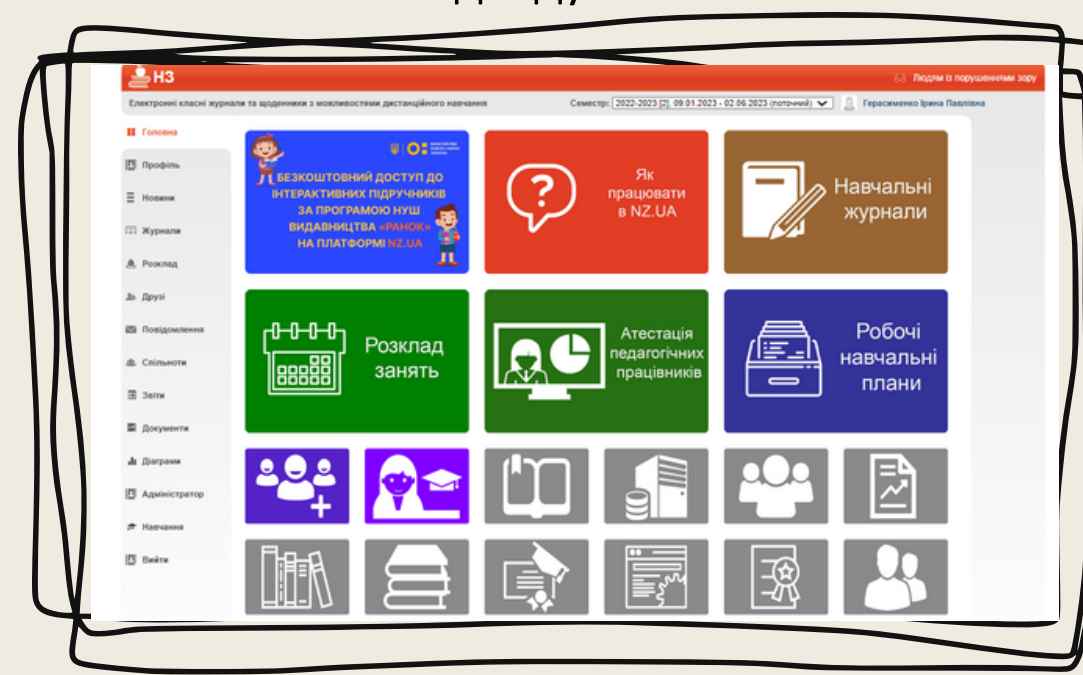 НЗ
Людям із порушеннями зору
Електронні класні журнали та щоденники з можливостями дистанційного навчання
Семестр: 2022-2023 [2], 09.01.2023 - 02.06.2023 (поточний)
Герасименко Ірина Павлівна
Головна
Профіль
Новини
Журнали
Розклад
Друзі
Повідомлення
Спільноти
Звіти
Документи
Діаграми
Адміністратор
Навчання
Вийти
БЕЗКОШТОВНИЙ ДОСТУП ДО
ІНТЕРАКТИВНИХ ПІДРУЧНИКІВ
ЗА ПРОГРАМОЮ НУШ
ВИДАВНИЦТВА «РАНОК»
НА ПЛАТФОРМІ NZ.UA
Як
працювати
в NZ.UA
Навчальні
журнали
Розклад
занять
Атестація
педагогічних
працівників
Робочі
навчальні
плани